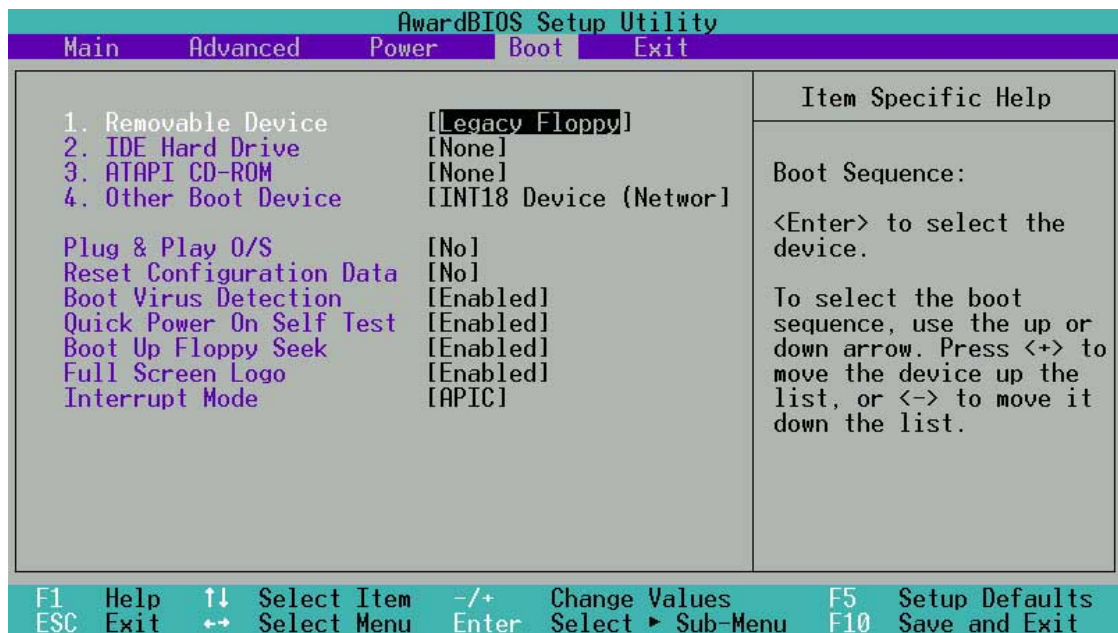 AwardBIOS Setup Utility
Main Advanced Power Boot Exit
1. Removable Device [Legacy Floppy]
2. IDE Hard Drive [None]
3. ATAPI CD-ROM [None]
4. Other Boot Device [INT18 Device (Networ]
Plug & Play O/S [No]
Reset Configuration Data [No]
Boot Virus Detection [Enabled]
Quick Power On Self Test [Enabled]
Boot Up Floppy Seek [Enabled]
Full Screen Logo [Enabled]
Interrupt Mode [APIC]
Item Specific Help
Boot Sequence:
<Enter> to select the
device.
To select the boot
sequence, use the up or
down arrow. Press <+> to
move the device up the
list, or <-> to move it
down the list.
F1 Help ↑↓ Select Item -/+ Change Values F5 Setup Defaults
ESC Exit ←→ Select Menu Enter Select ► Sub-Menu F10 Save and Exit